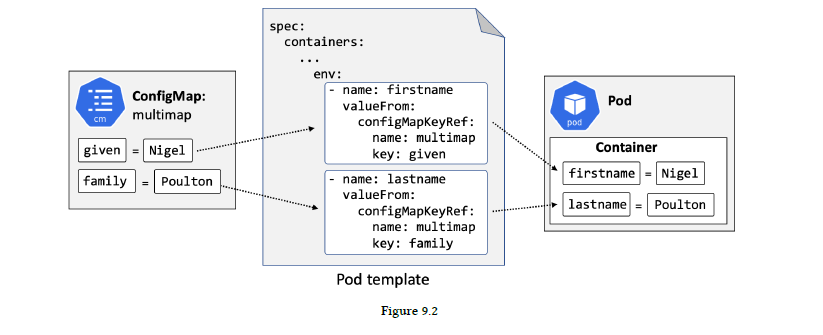 ConfigMap:
multimap
cm
given = Nigel
family = Poulton
spec:
containers:
...
env:
- name: firstname
valueFrom:
configMapKeyRef:
name: multimap
key: given
- name: lastname
valueFrom:
configMapKeyRef:
name: multimap
key: family
Pod template
Pod
pod
Container
firstname = Nigel
lastname = Poulton
Figure 9.2